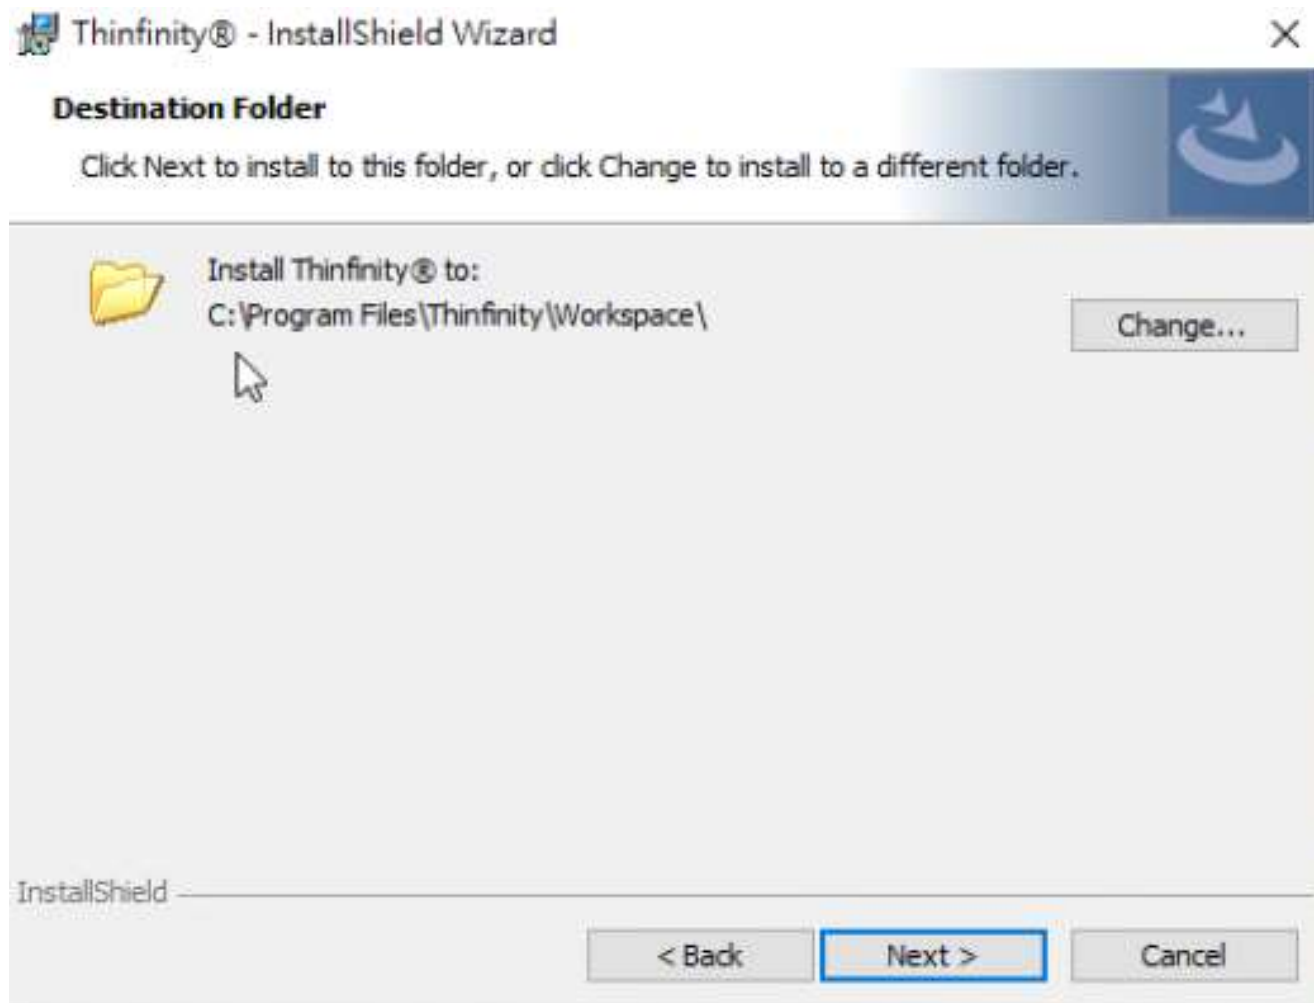 Thinfinity® - InstallShield Wizard
Destination Folder
Click Next to install to this folder, or click Change to install to a different folder.
Install Thinfinity® to:
C:\Program Files\Thinfinity\Workspace\
Change...
InstallShield
< Back
Next >
Cancel